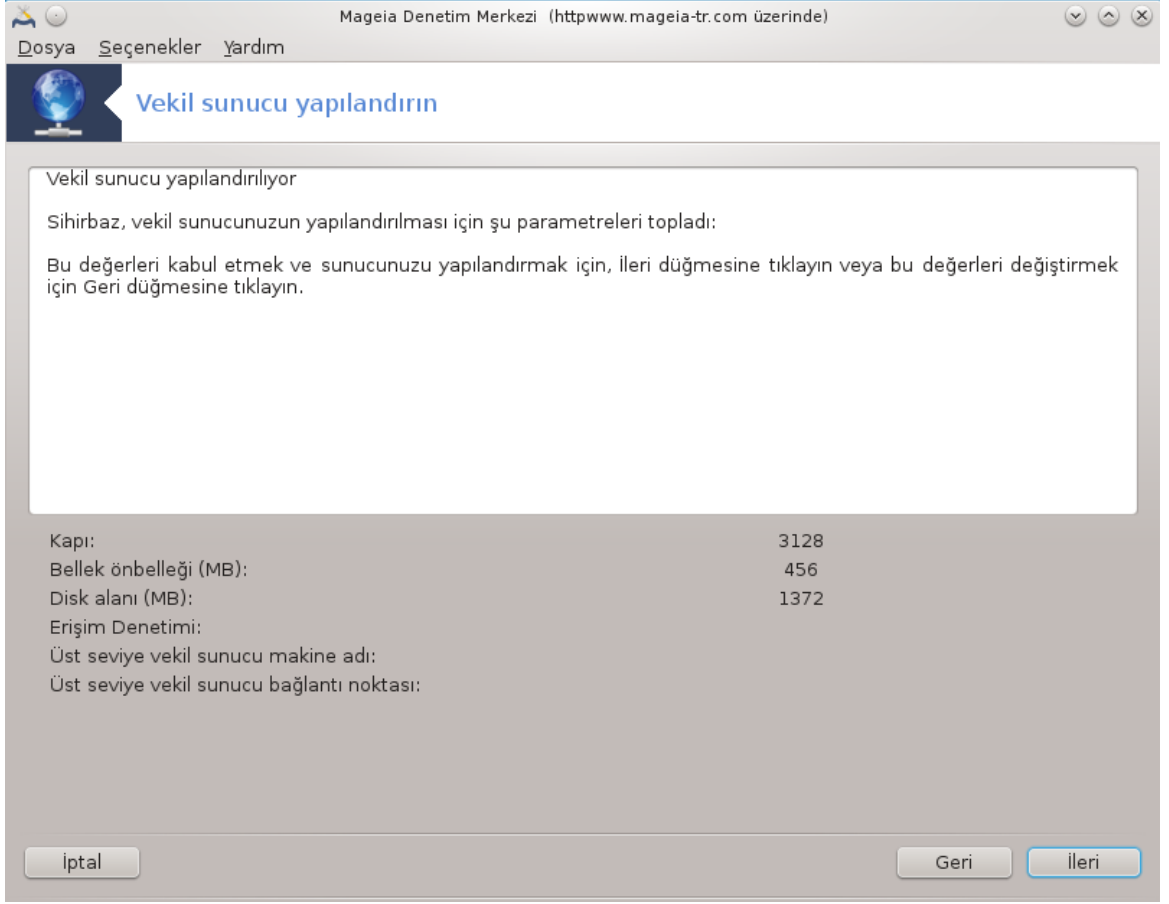 Mageia Denetim Merkezi  (httpwww.mageia-tr.com üzerinde)
Dosya Seçenekler Yardım
Vekil sunucu yapılandırın
Vekil sunucu yapılandırılıyor
Sihirbaz, vekil sunucunuzun yapılandırılması için şu parametreleri topladı:
Bu değerleri kabul etmek ve sunucunuzu yapılandırmak için, İleri düğmesine tıklayın veya bu değerleri değiştirmek
için Geri düğmesine tıklayın.
Kapı: 3128
Bellek önbelleği (MB): 456
Disk alanı (MB): 1372
Erişim Denetimi:
Üst seviye vekil sunucu makine adı:
Üst seviye vekil sunucu bağlantı noktası:
İptal Geri İleri